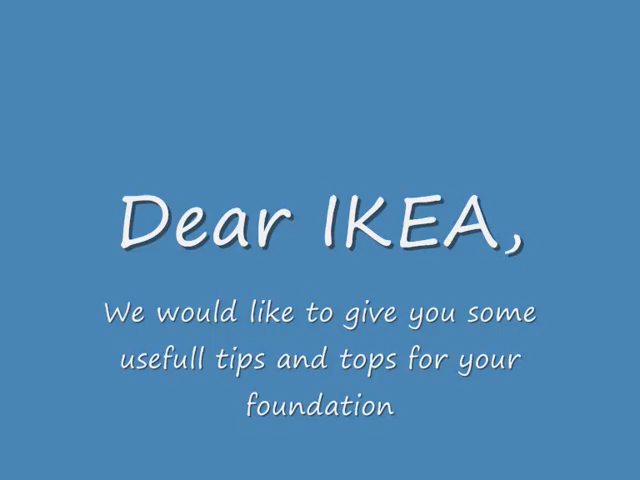 Dear IKEA,
We would like to give you some
usefull tips and tops for your
foundation